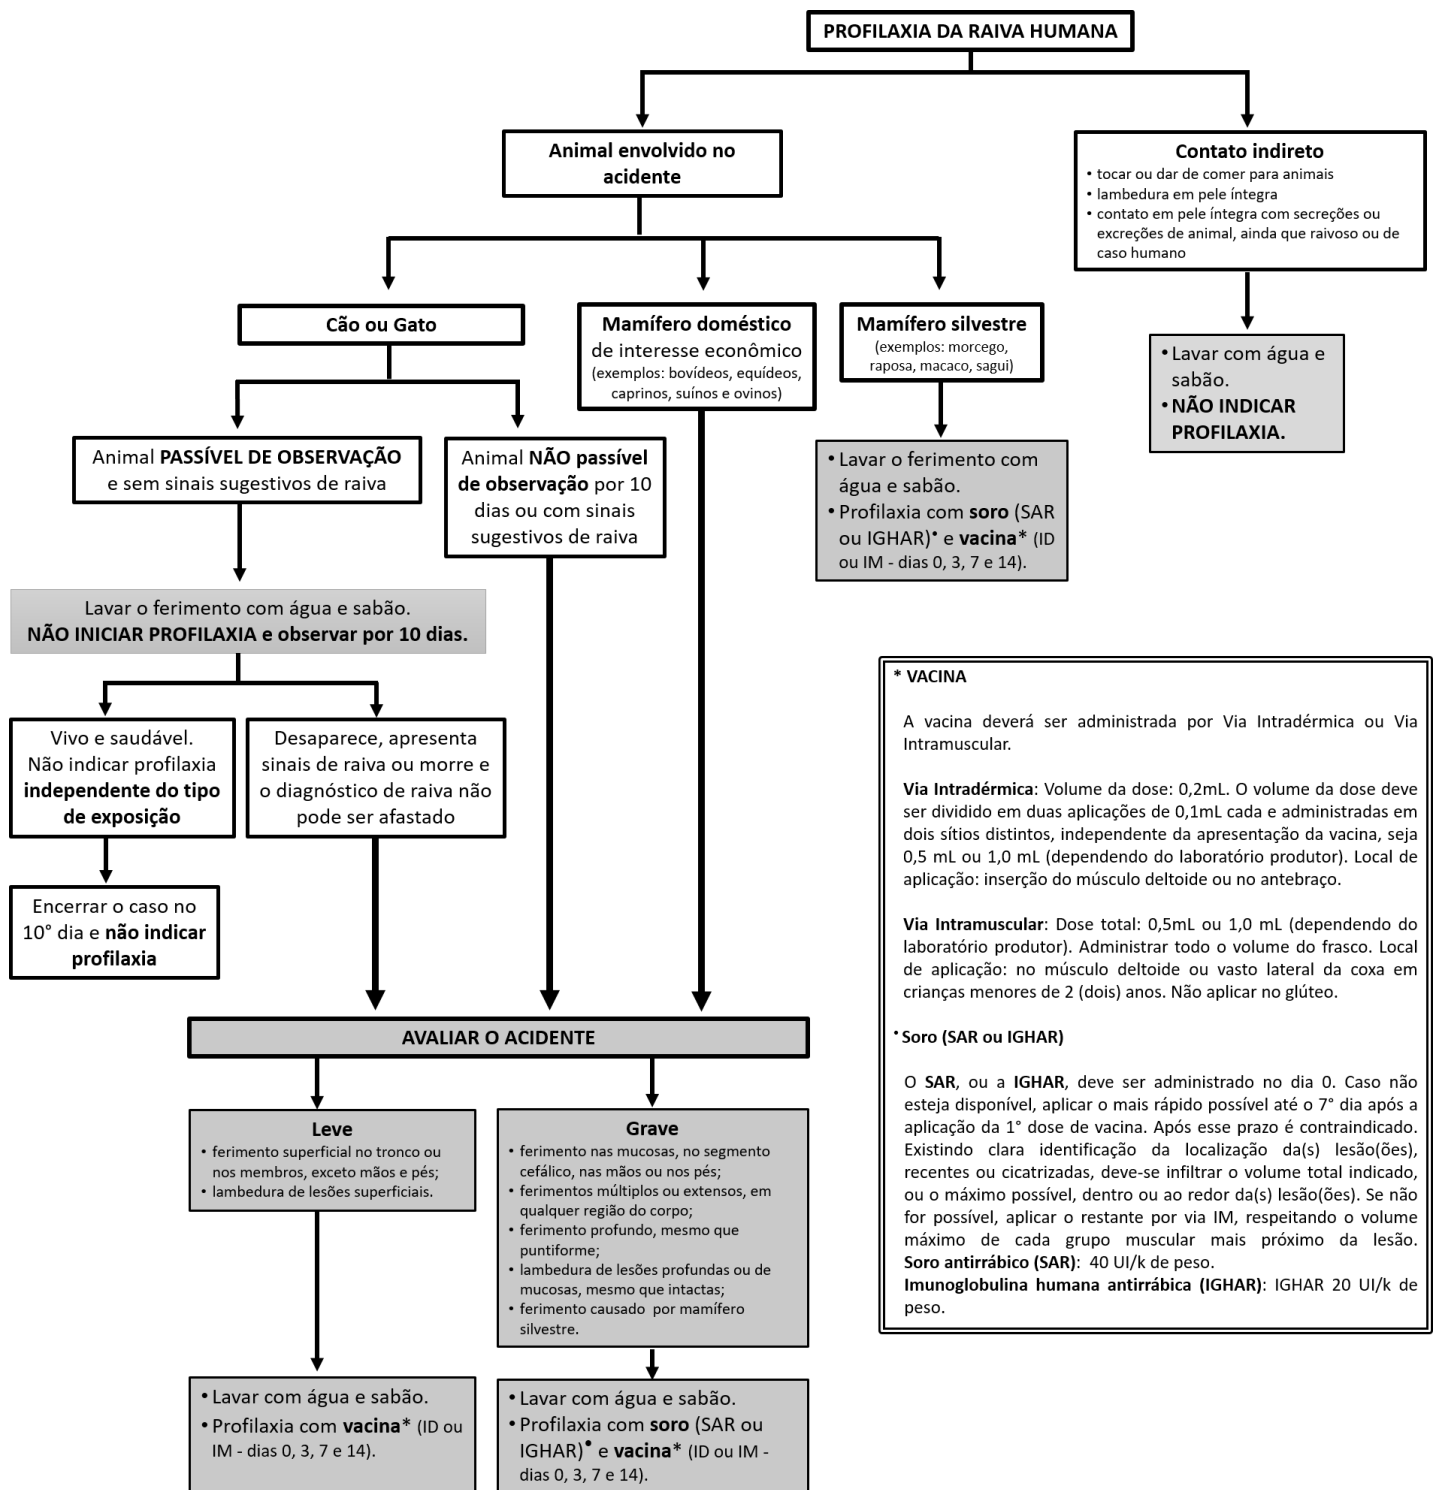 PROFILAXIA DA RAIVA HUMANA
Animal envolvido no
acidente
Contato indireto
• tocar ou dar de comer para animais
• lambedura em pele íntegra
• contato em pele íntegra com secreções ou
excreções de animal, ainda que raivoso ou de
caso humano
Cão ou Gato
Mamífero doméstico
de interesse econômico
(exemplos: bovídeos, equídeos,
caprinos, suínos e ovinos)
Mamífero silvestre
(exemplos: morcego,
raposa, macaco, sagui)
• Lavar com água e
sabão.
• NÃO INDICAR
PROFILAXIA.
Animal PASSÍVEL DE OBSERVAÇÃO
e sem sinais sugestivos de raiva
Animal NÃO passível
de observação por 10
dias ou com sinais
sugestivos de raiva
• Lavar o ferimento com
água e sabão.
• Profilaxia com soro (SAR
ou IGHAR)• e vacina* (ID
ou IM - dias 0, 3, 7 e 14).
Lavar o ferimento com água e sabão.
NÃO INICIAR PROFILAXIA e observar por 10 dias.
Vivo e saudável.
Não indicar profilaxia
independente do tipo
de exposição
Desaparece, apresenta
sinais de raiva ou morre e
o diagnóstico de raiva não
pode ser afastado
Encerrar o caso no
10° dia e não indicar
profilaxia
AVALIAR O ACIDENTE
Leve
• ferimento superficial no tronco ou
nos membros, exceto mãos e pés;
• lambedura de lesões superficiais.
Grave
• ferimento nas mucosas, no segmento
cefálico, nas mãos ou nos pés;
• ferimentos múltiplos ou extensos, em
qualquer região do corpo;
• ferimento profundo, mesmo que
puntiforme;
• lambedura de lesões profundas ou de
mucosas, mesmo que intactas;
• ferimento causado por mamífero
silvestre.
• Lavar com água e sabão.
• Profilaxia com vacina* (ID ou
IM - dias 0, 3, 7 e 14).
• Lavar com água e sabão.
• Profilaxia com soro (SAR ou
IGHAR)• e vacina* (ID ou IM -
dias 0, 3, 7 e 14).
* VACINA
A vacina deverá ser administrada por Via Intradérmica ou Via
Intramuscular.
Via Intradérmica: Volume da dose: 0,2mL. O volume da dose deve
ser dividido em duas aplicações de 0,1mL cada e administradas em
dois sítios distintos, independente da apresentação da vacina, seja
0,5 mL ou 1,0 mL (dependendo do laboratório produtor). Local de
aplicação: inserção do músculo deltoide ou no antebraço.
Via Intramuscular: Dose total: 0,5mL ou 1,0 mL (dependendo do
laboratório produtor). Administrar todo o volume do frasco. Local
de aplicação: no músculo deltoide ou vasto lateral da coxa em
crianças menores de 2 (dois) anos. Não aplicar no glúteo.
• Soro (SAR ou IGHAR)
O SAR, ou a IGHAR, deve ser administrado no dia 0. Caso não
esteja disponível, aplicar o mais rápido possível até o 7° dia após a
aplicação da 1° dose de vacina. Após esse prazo é contraindicado.
Existindo clara identificação da localização da(s) lesão(ões),
recentes ou cicatrizadas, deve-se infiltrar o volume total indicado,
ou o máximo possível, dentro ou ao redor da(s) lesão(ões). Se não
for possível, aplicar o restante por via IM, respeitando o volume
máximo de cada grupo muscular mais próximo da lesão.
Soro antirrábico (SAR): 40 UI/k de peso.
Imunoglobulina humana antirrábica (IGHAR): IGHAR 20 UI/k de
peso.